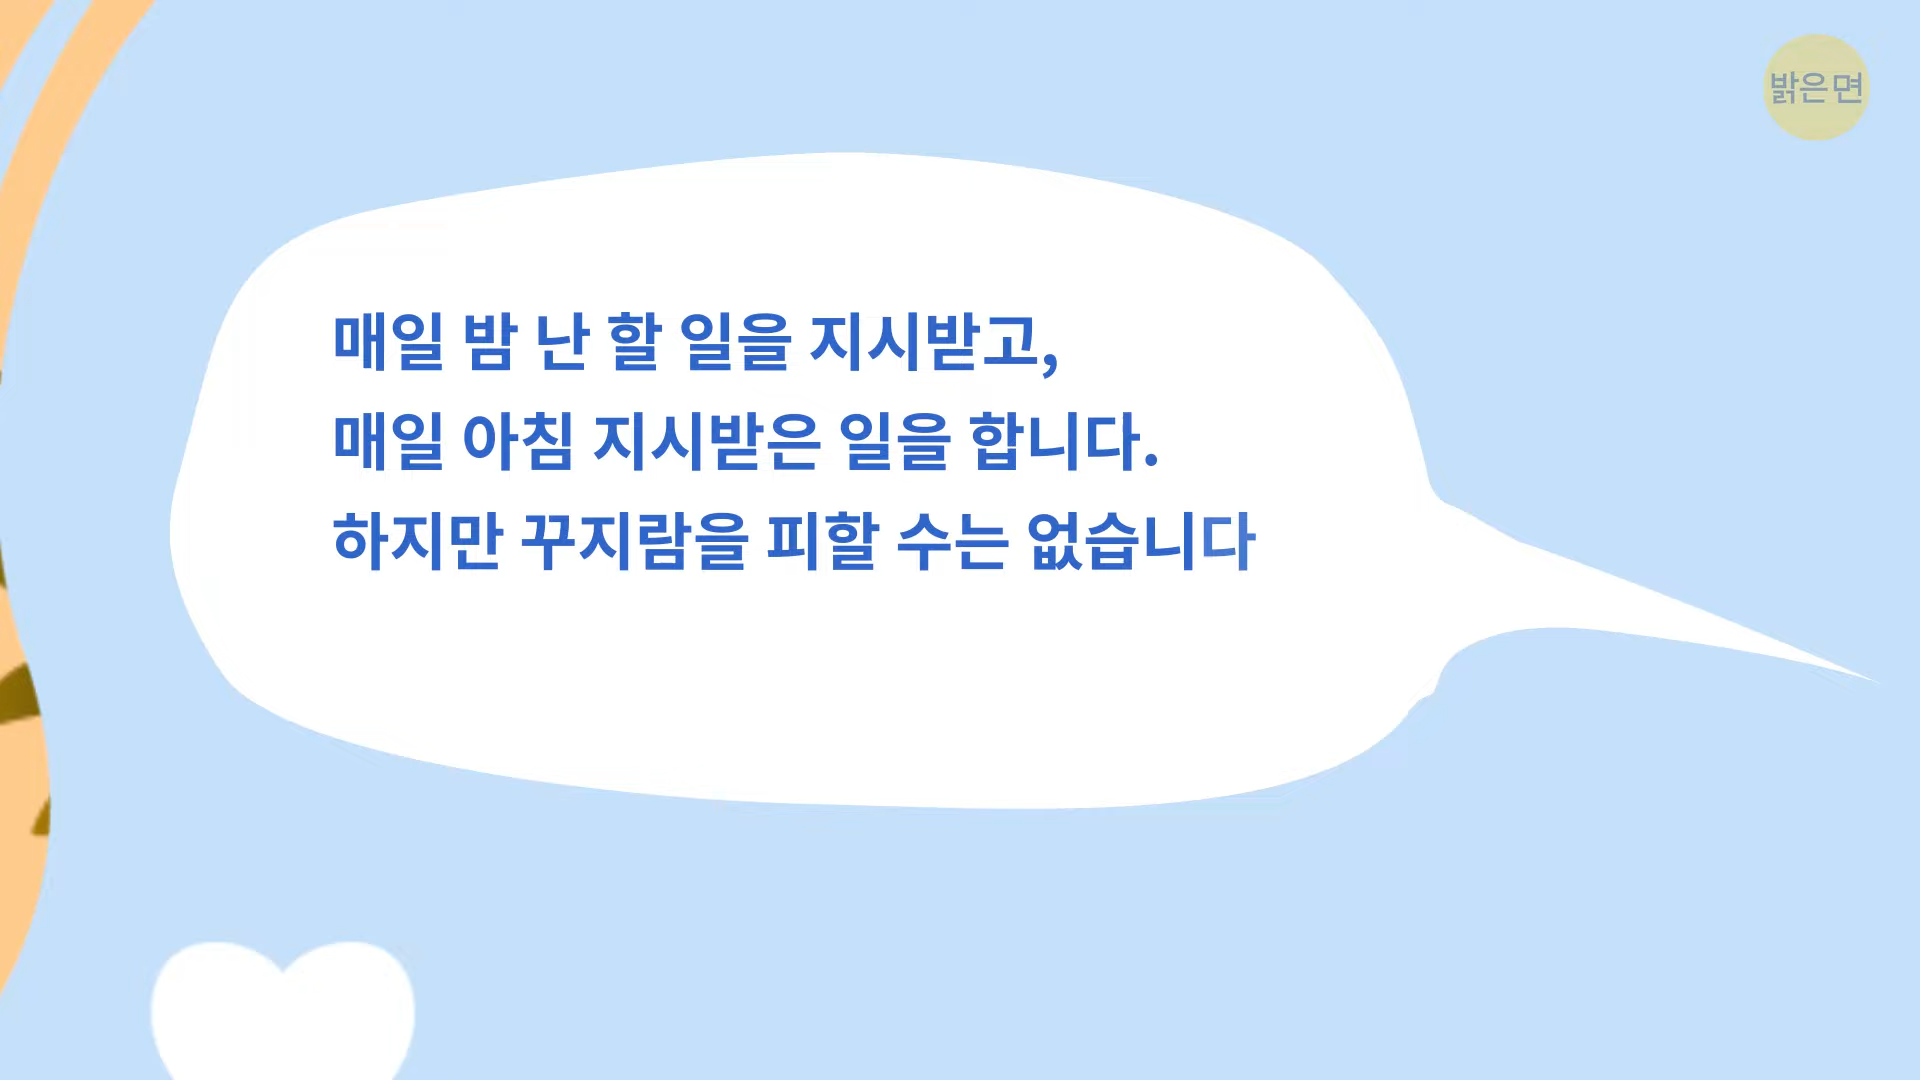 밝은면
매일 밤 난 할 일을 지시받고,
매일 아침 지시받은 일을 합니다.
하지만 꾸지람을 피할 수는 없습니다